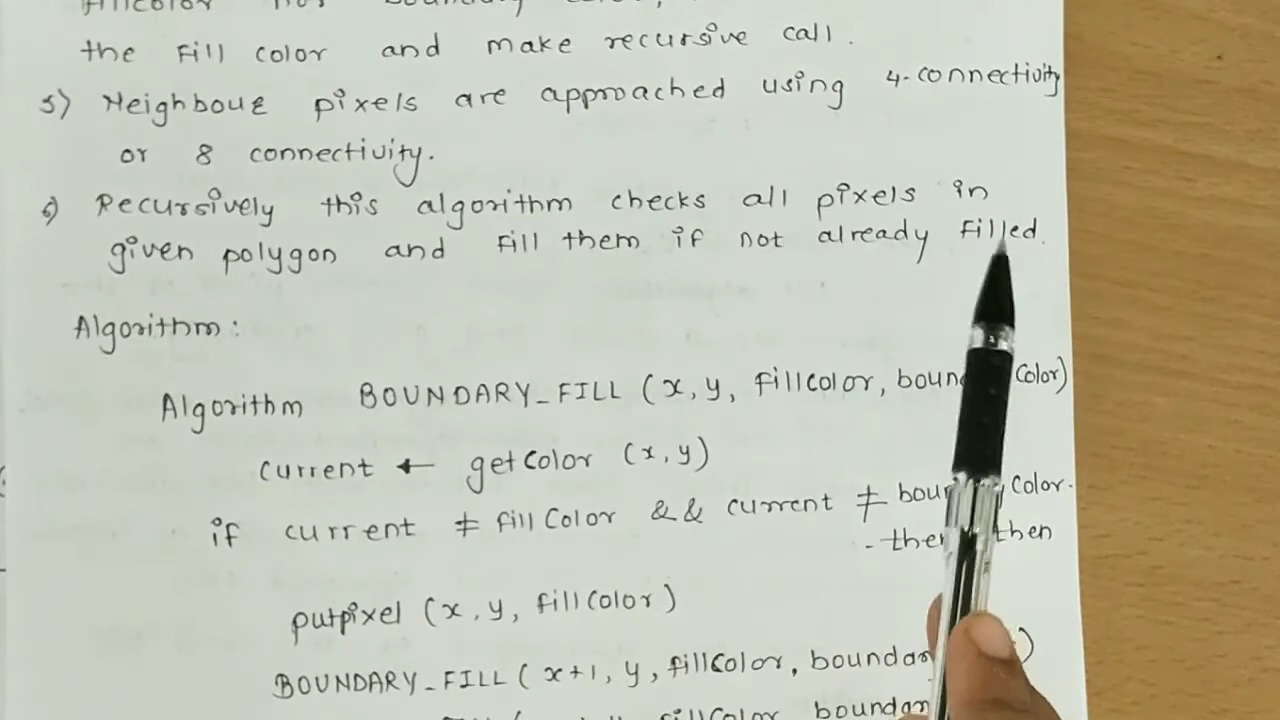 the Fill color and make recursive call.
5) Neighbour pixels are approached using 4-connectivity
or 8 connectivity.
6) Recursively this algorithm checks all pixels in
given polygon and Fill them if not already Filled.
Algorithm:
Algorithm BOUNDARY_FILL (x, y, fillcolor, Color)
current ← getColor (x, y)
if current ≠ fillColor && current ≠ Color.
- then
putpixel (x, y, fillColor)
BOUNDARY_FILL (x+1, y, fillColor,